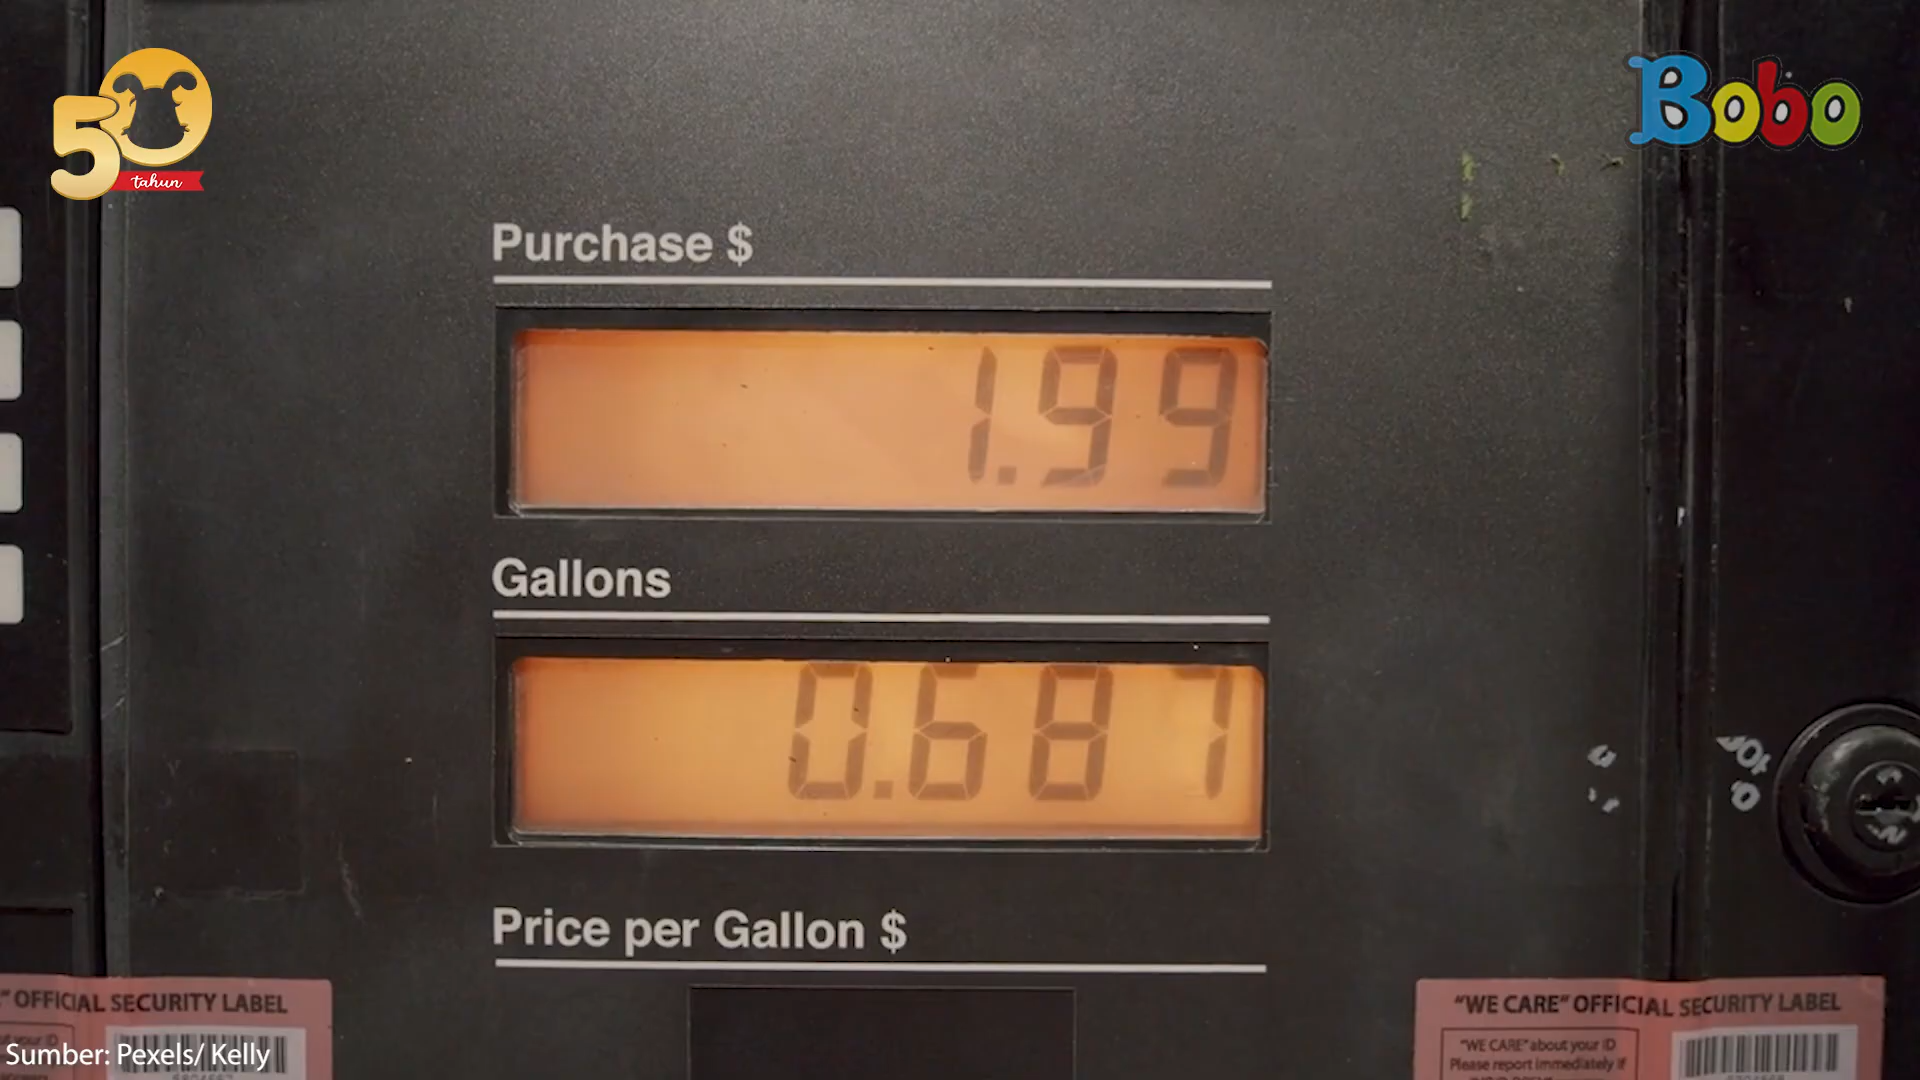 50
tahun
Bobo
Purchase $
1.99
Gallons
0.687
Price per Gallon $
" OFFICIAL SECURITY LABEL
"WE CARE" OFFICIAL SECURITY LABEL
"WE CARE" about your ID
Please report immediately if
Sumber: Pexels/ Kelly